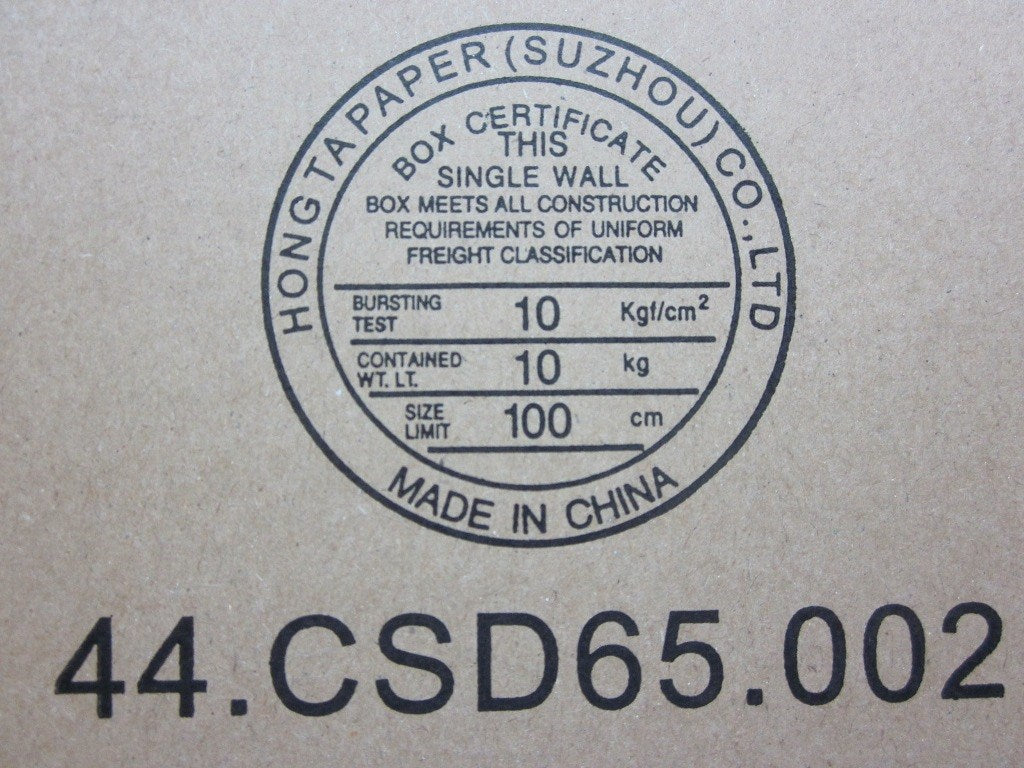 HONG TA PAPER (SUZHOU) CO., LTD
BOX CERTIFICATE
THIS
SINGLE WALL
BOX MEETS ALL CONSTRUCTION
REQUIREMENTS OF UNIFORM
FREIGHT CLASSIFICATION
BURSTING TEST 10 Kgf/cm²
CONTAINED WT. LT. 10 kg
SIZE LIMIT 100 cm
MADE IN CHINA
44.CSD65.002